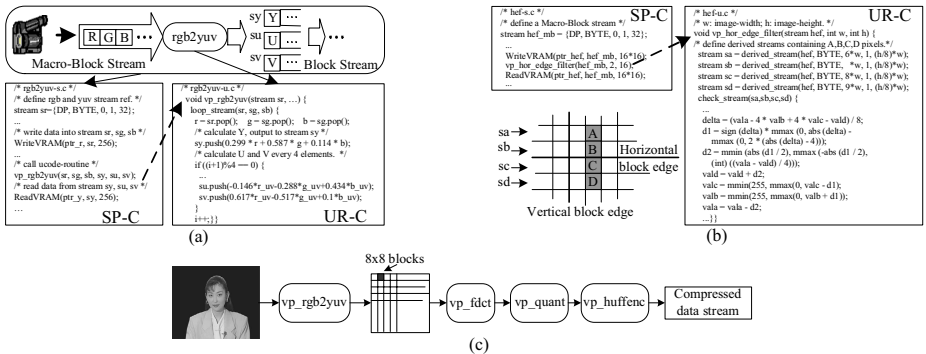 R G B ...
Macro-Block Stream
rgb2yuv
sy Y ...
su U ...
sv V ...
Block Stream
...
/* rgb2yuv-s.c */
/* define rgb and yuv stream ref. */
stream sr={DP, BYTE, 0, 1, 32};
...
/* write data into stream sr, sg, sb */
WriteVRAM(ptr_r, sr, 256);
...
/* call ucode-routine */
vp_rgb2yuv(sr, sg, sb, sy, su, sv);
/* read data from stream sy, su, sv */
ReadVRAM(ptr_y, sy, 256);
...
SP-C
/* rgb2yuv-u.c */
void vp_rgb2yuv(stream sr, ...) {
loop_stream(sr, sg, sb) {
r = sr.pop(); g = sg.pop(); b = sg.pop();
/* calculate Y, output to stream sy */
sy.push(0.299 * r + 0.587 * g + 0.114 * b);
/* calculate U and V every 4 elements. */
if ((i+1)%4 == 0) {
...
su.push(-0.146*r_uv-0.288*g_uv+0.434*b_uv);
sv.push(0.617*r_uv-0.517*g_uv+0.1*b_uv);
}
i++;}}
UR-C
(a)
/* hef-s.c */
/* define a Macro-Block stream */
stream hef_mb = {DP, BYTE, 0, 1, 32};
...
WriteVRAM(ptr_hef, hef_mb, 16*16);
vp_hor_edge_filter(hef_mb, 2, 16);
ReadVRAM(ptr_hef, hef_mb, 16*16);
...
SP-C
UR-C
/* hef-u.c */
/* w: image-width; h: image-height. */
void vp_hor_edge_filter(stream hef, int w, int h) {
/* define derived streams containing A,B,C,D pixels.*/
stream sa = derived_stream(hef, BYTE, 6*w, 1, (h/8)*w);
stream sb = derived_stream(hef, BYTE, *w, 1, (h/8)*w);
stream sc = derived_stream(hef, BYTE, 8*w, 1, (h/8)*w);
stream sd = derived_stream(hef, BYTE, 9*w, 1, (h/8)*w);
check_stream(sa,sb,sc,sd) {
...
delta = (vala - 4 * valb + 4 * valc - vald) / 8;
d1 = sign (delta) * mmax (0, abs (delta) -
mmax (0, 2 * (abs (delta) - 4)));
d2 = mmin (abs (d1 / 2), mmax (-abs (d1 / 2),
(int) ((vala - vald) / 4)));
vald = vald + d2;
valc = mmin(255, mmax(0, valc - d1);
valb = mmin(255, mmax(0, valb + d1));
vala = vala - d2;
...}}
sa
sb
sc
sd
A
B
C
D
Horizontal
block edge
Vertical block edge
(b)
8x8 blocks
vp_rgb2yuv
vp_fdct
vp_quant
vp_huffenc
Compressed
data stream
(c)